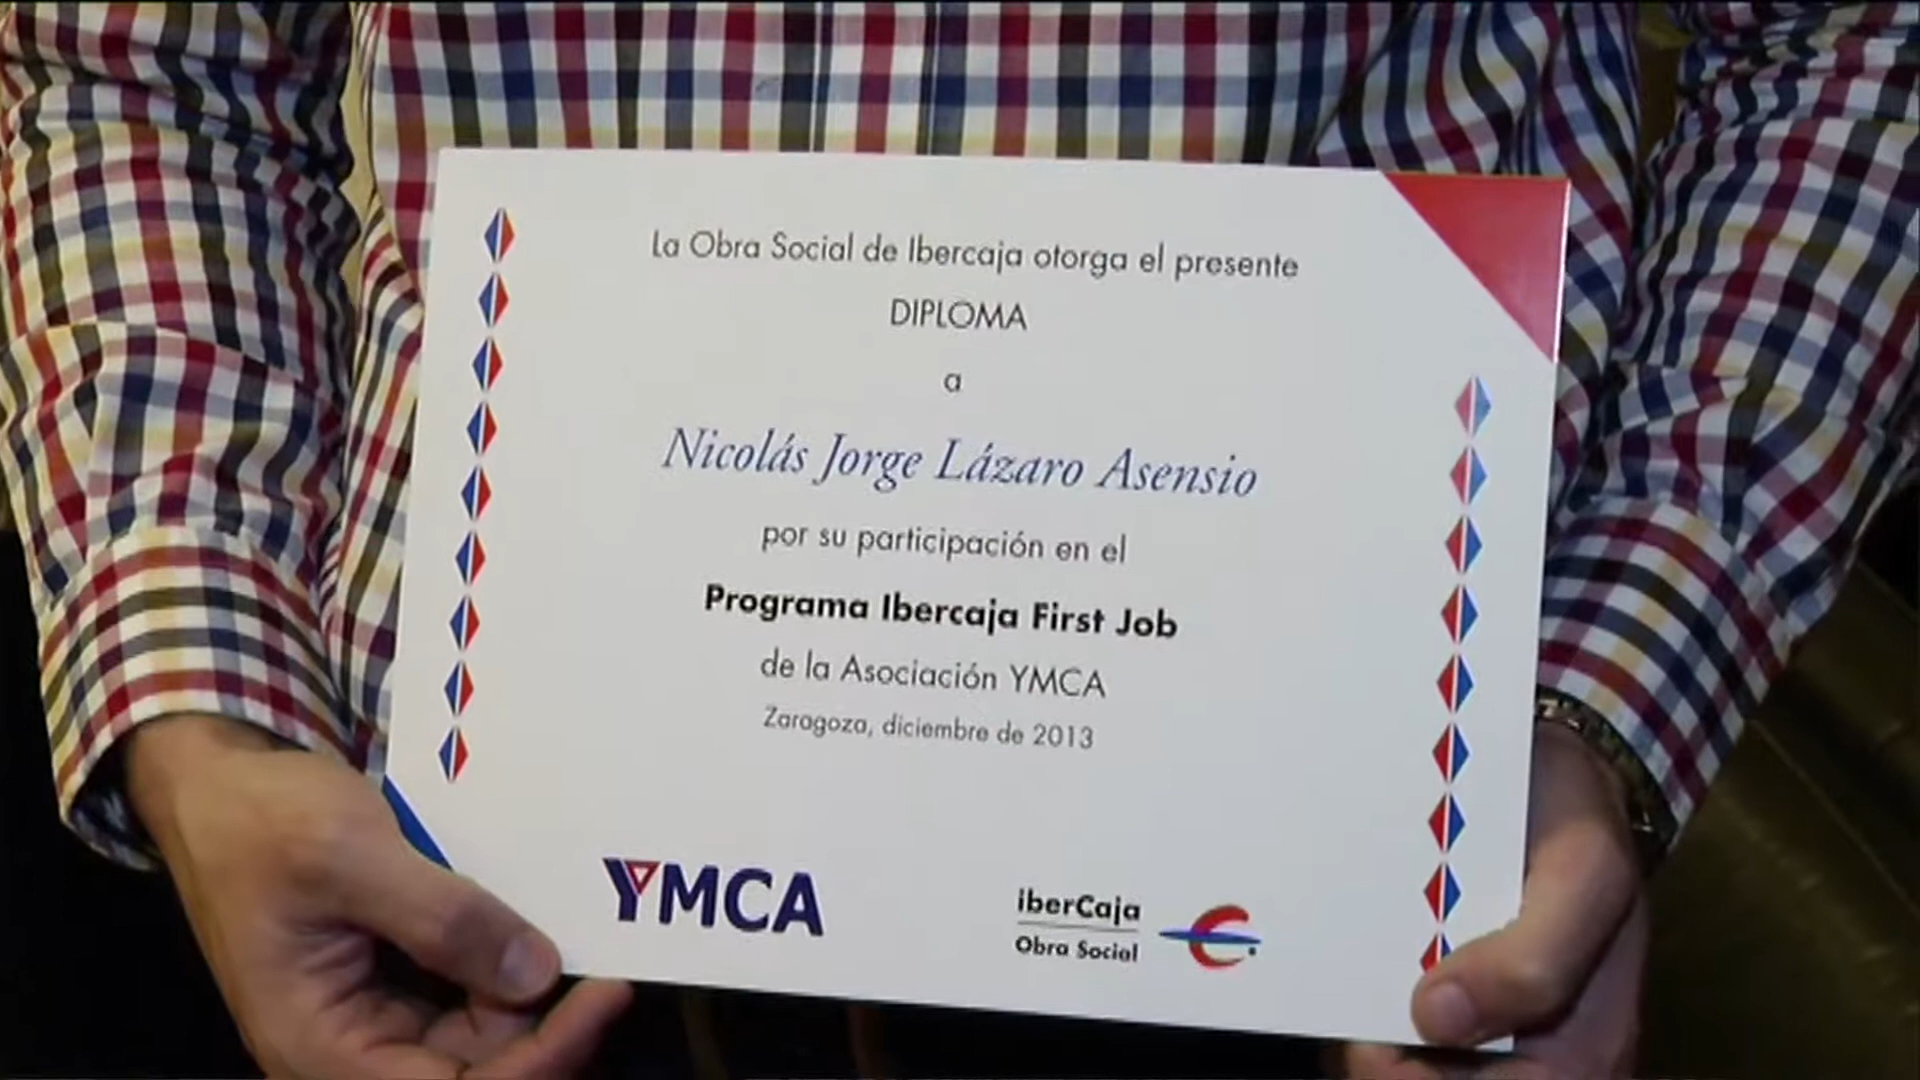 La Obra Social de Ibercaja otorga el presente
DIPLOMA
a
Nicolás Jorge Lázaro Asensio
por su participación en el
Programa Ibercaja First Job
de la Asociación YMCA
Zaragoza, diciembre de 2013
YMCA
iberCaja
Obra Social